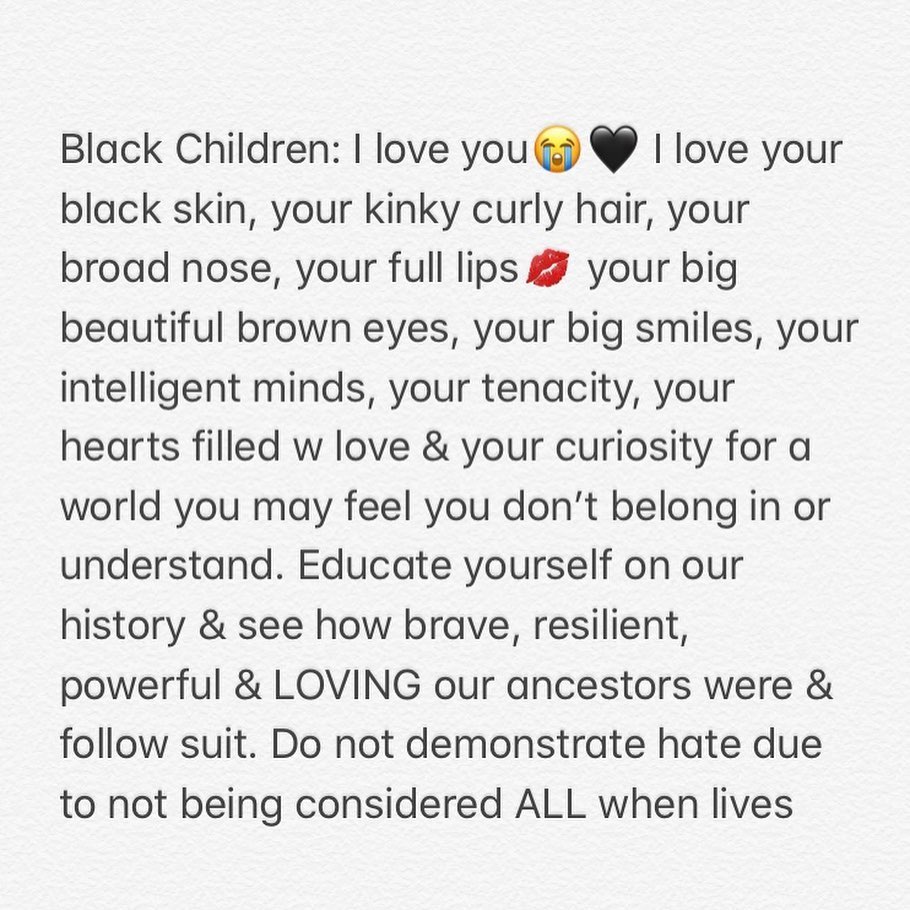 Black Children: I love you😭🖤 I love your
black skin, your kinky curly hair, your
broad nose, your full lips💋 your big
beautiful brown eyes, your big smiles, your
intelligent minds, your tenacity, your
hearts filled w love & your curiosity for a
world you may feel you don’t belong in or
understand. Educate yourself on our
history & see how brave, resilient,
powerful & LOVING our ancestors were &
follow suit. Do not demonstrate hate due
to not being considered ALL when lives